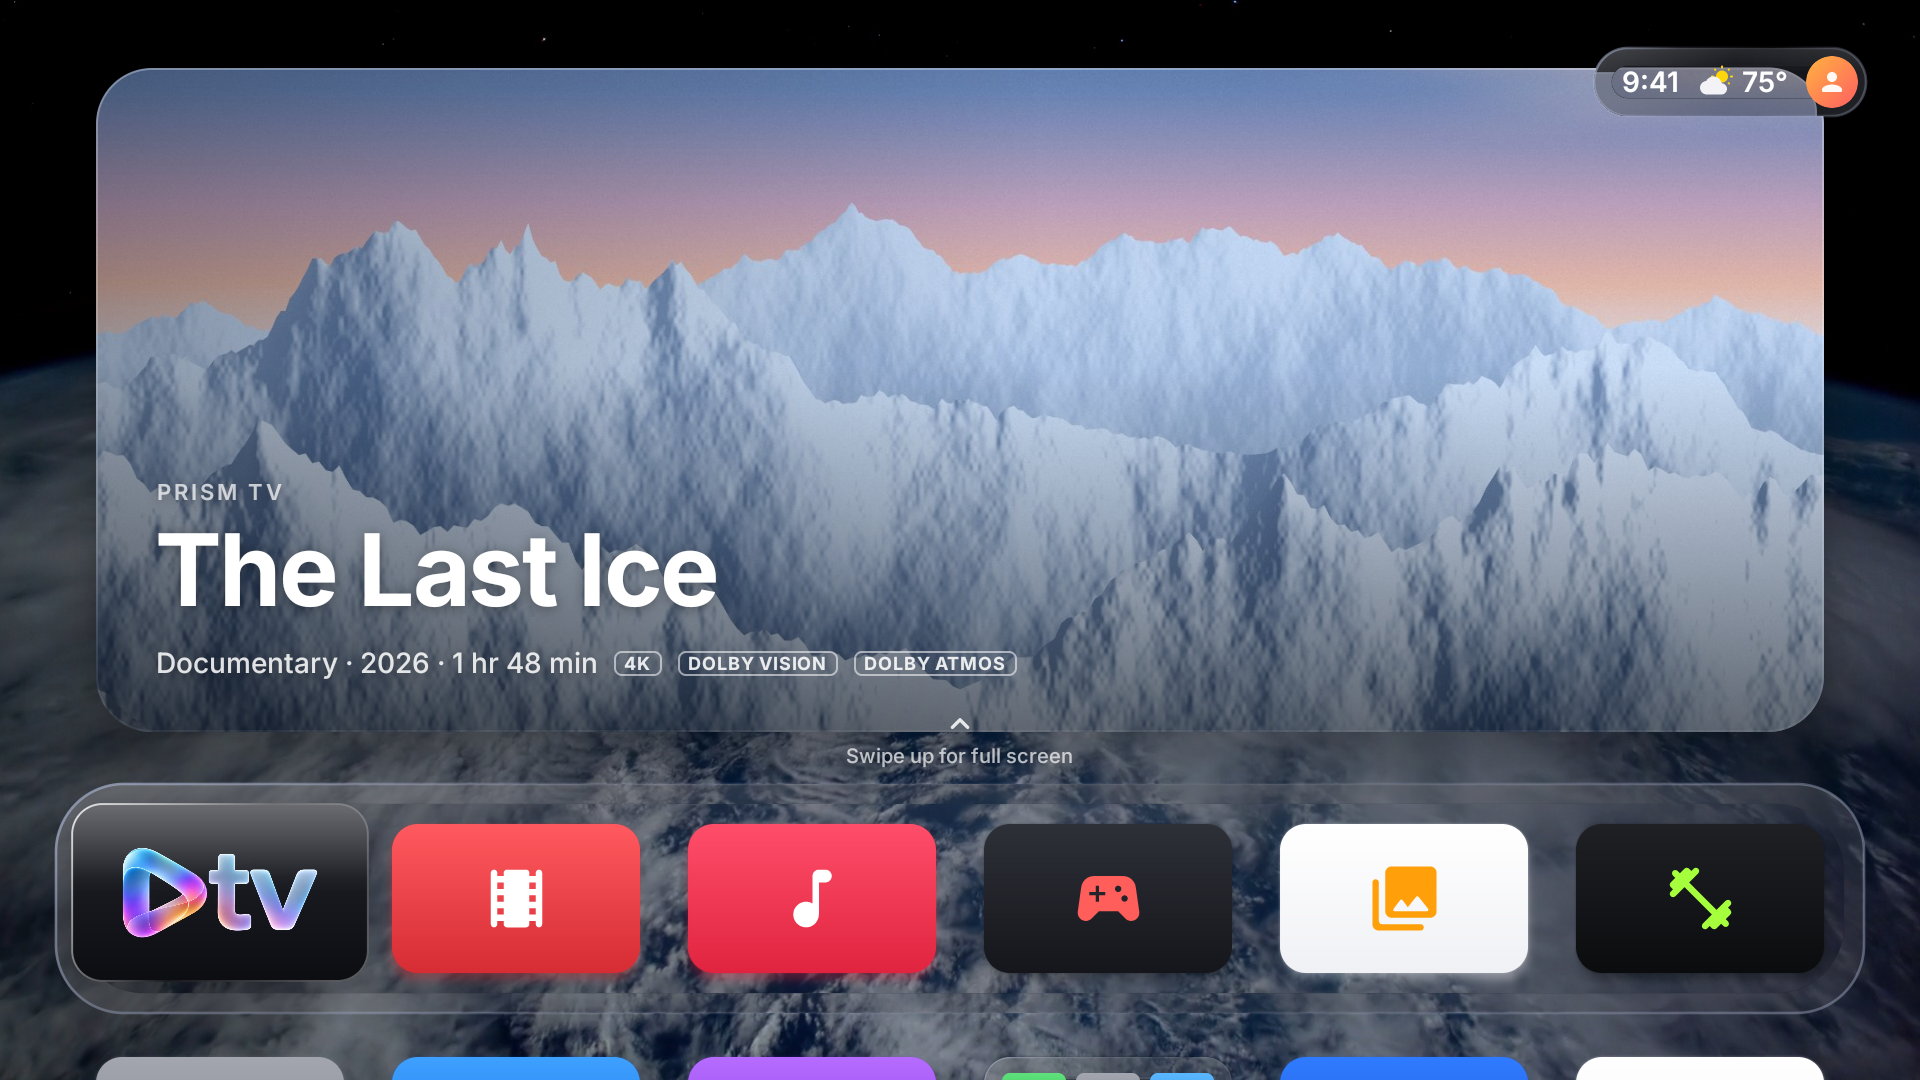 9:41 75°
PRISM TV
The Last Ice
Documentary · 2026 · 1 hr 48 min 4K DOLBY VISION DOLBY ATMOS
Swipe up for full screen
tv